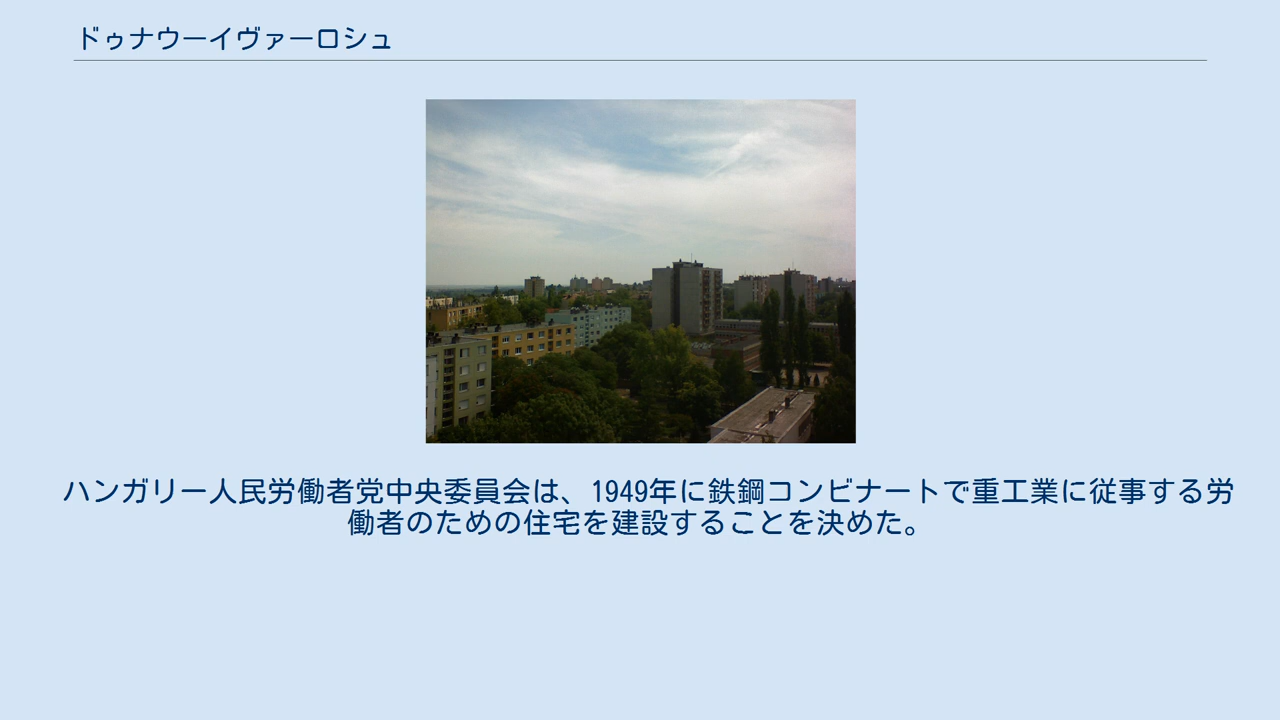 ドゥナウーイヴァーロシュ
ハンガリー人民労働者党中央委員会は、1949年に鉄鋼コンビナートで重工業に従事する労
働者のための住宅を建設することを決めた。